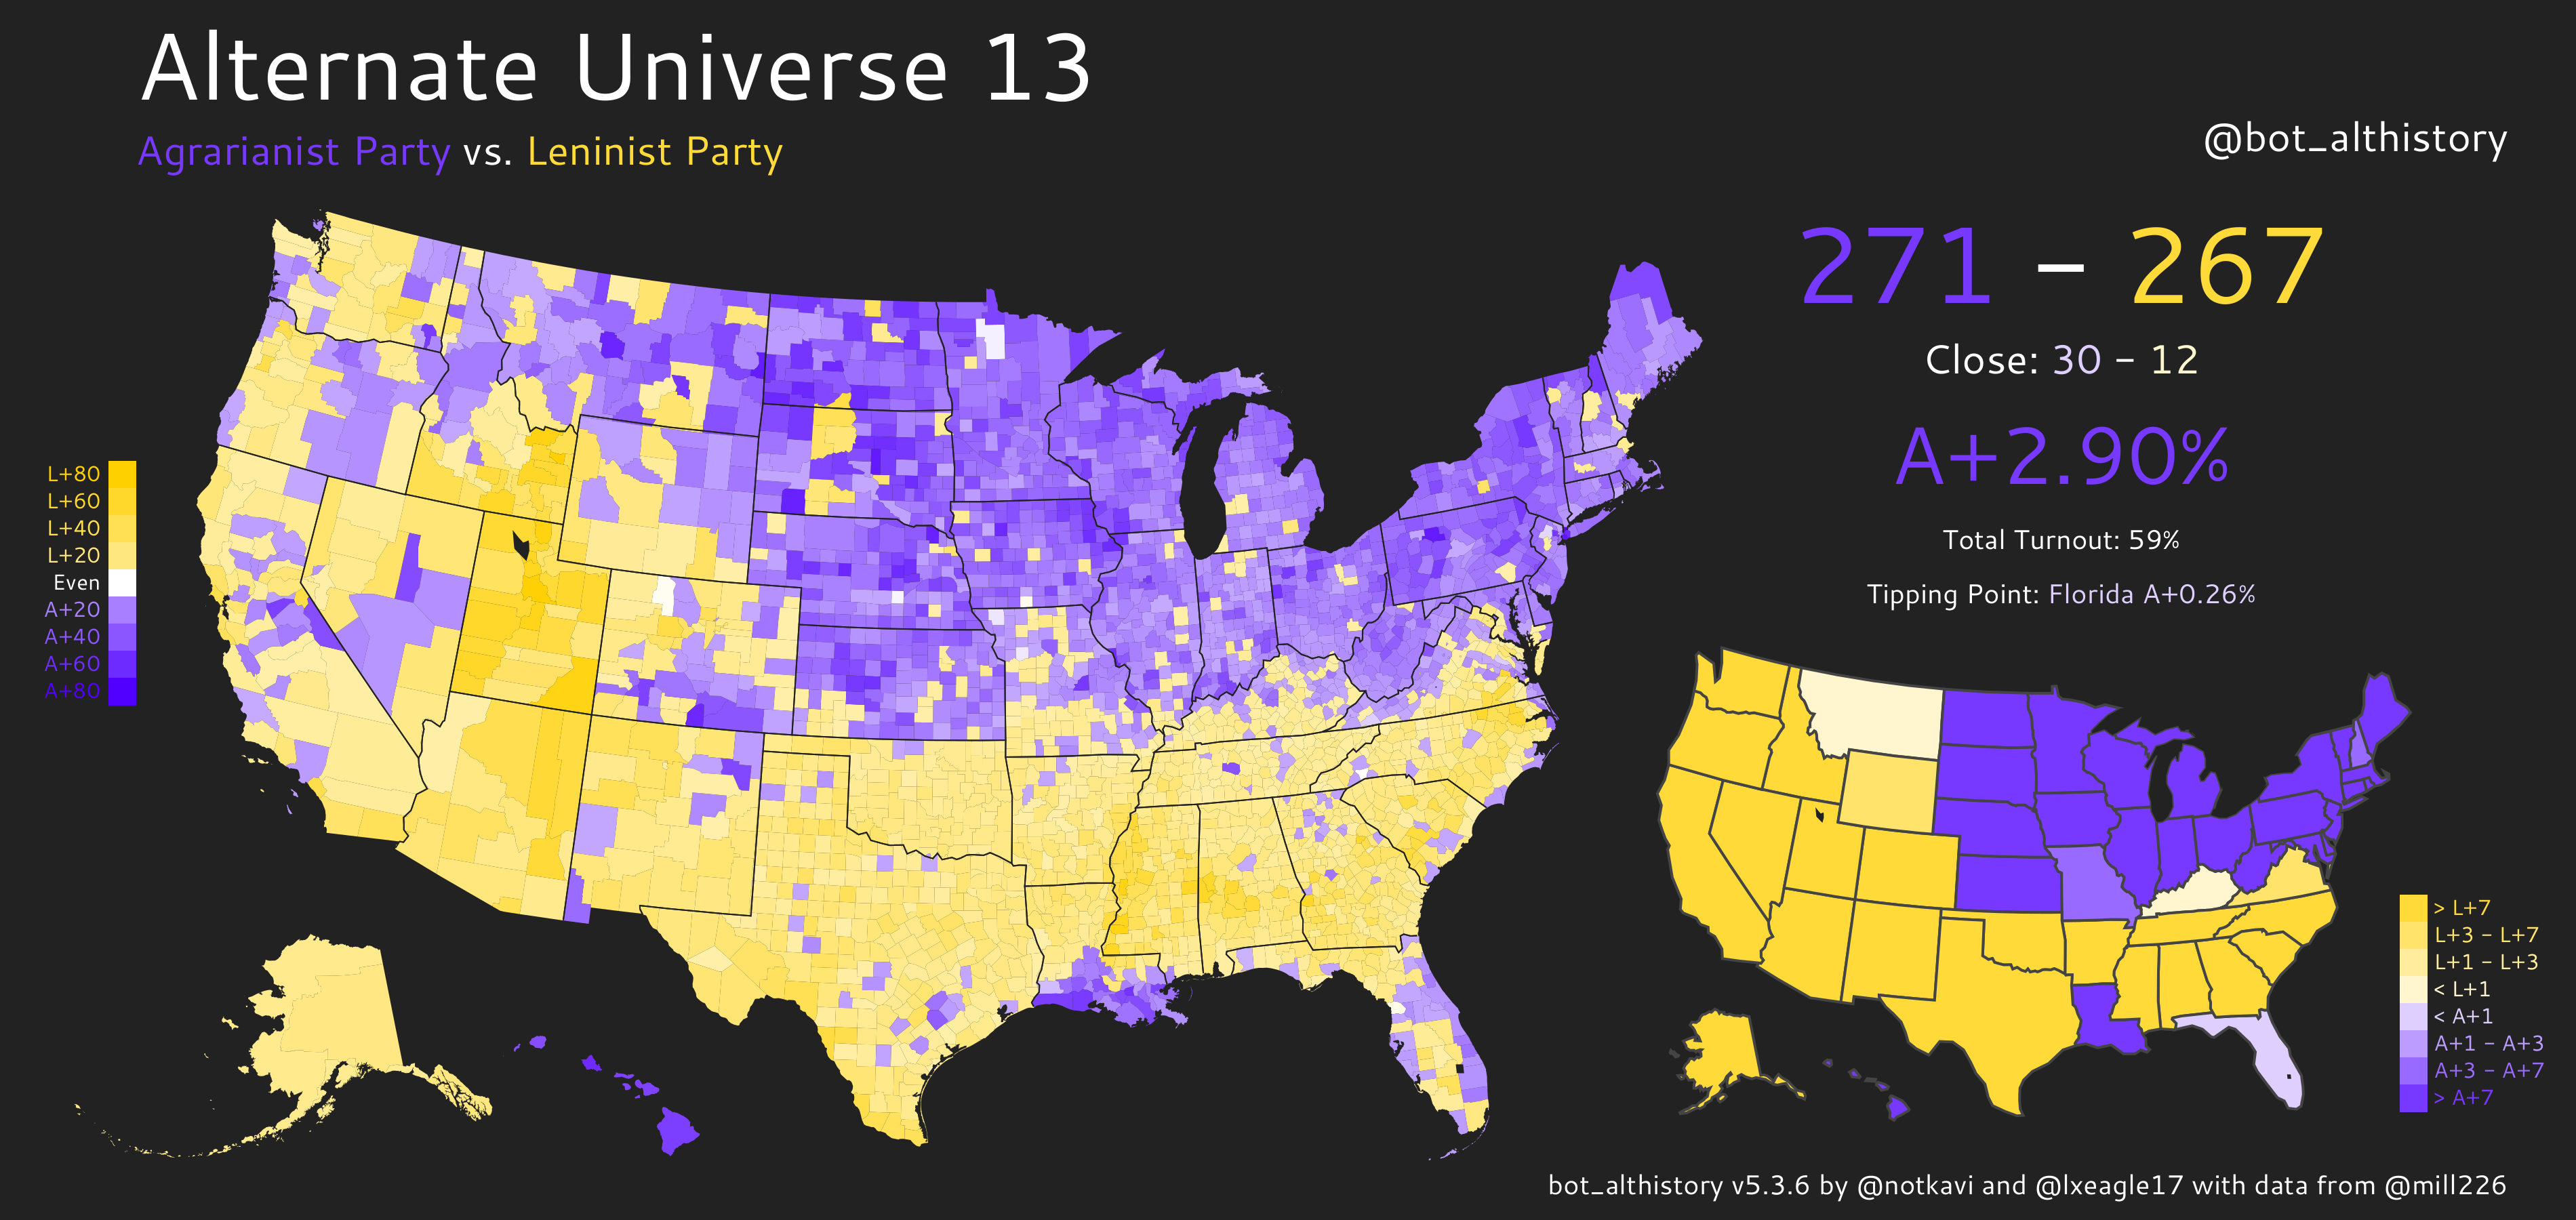 Alternate Universe 13
Agrarianist Party vs. Leninist Party
@bot_althistory
271 – 267
Close: 30 – 12
A+2.90%
Total Turnout: 59%
Tipping Point: Florida A+0.26%
L+80
L+60
L+40
L+20
Even
A+20
A+40
A+60
A+80
> L+7
L+3 – L+7
L+1 – L+3
< L+1
< A+1
A+1 – A+3
A+3 – A+7
> A+7
bot_althistory v5.3.6 by @notkavi and @lxeagle17 with data from @mill226